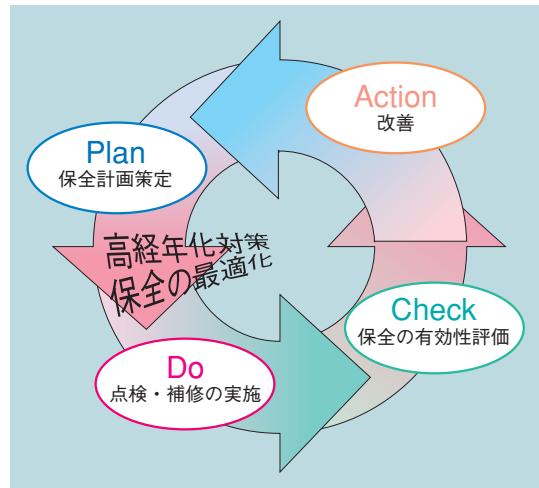 Action
改善
Plan
保全計画策定
高経年化対策
保全の最適化
Check
保全の有効性評価
Do
点検・補修の実施